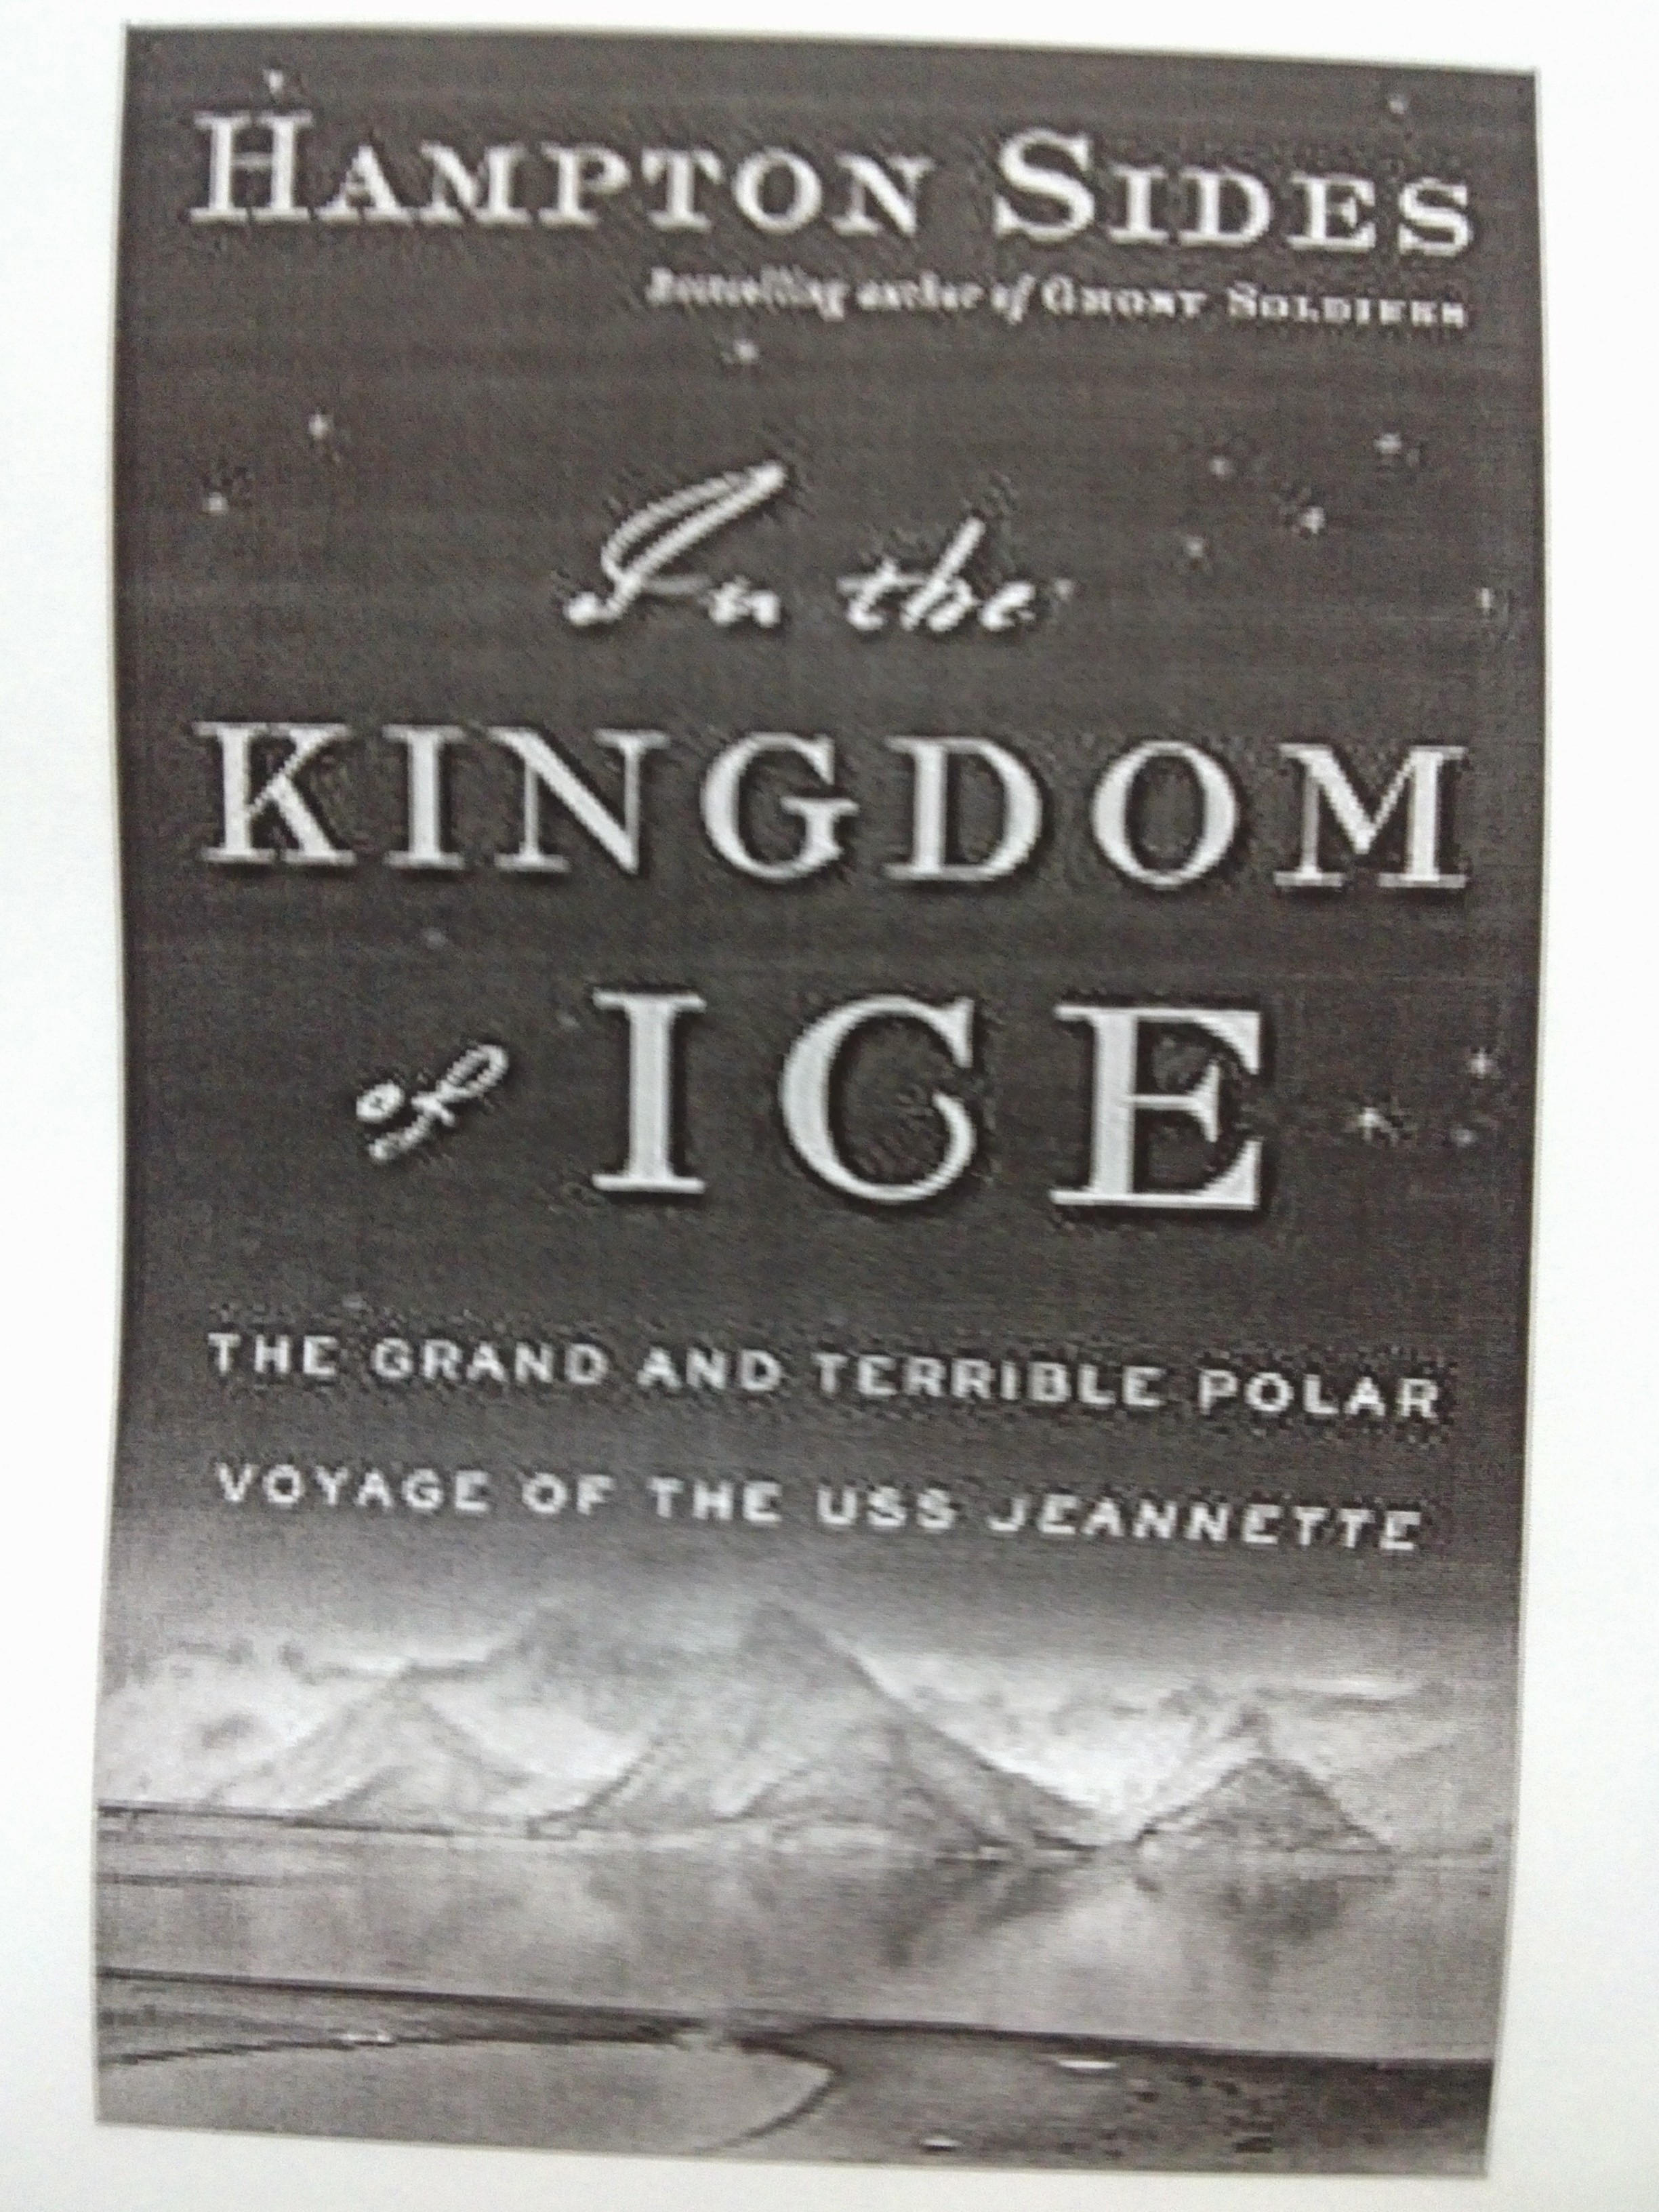 HAMPTON SIDES
Bestselling author of GHOST SOLDIERS
In the
KINGDOM
of ICE
THE GRAND AND TERRIBLE POLAR
VOYAGE OF THE USS JEANNETTE